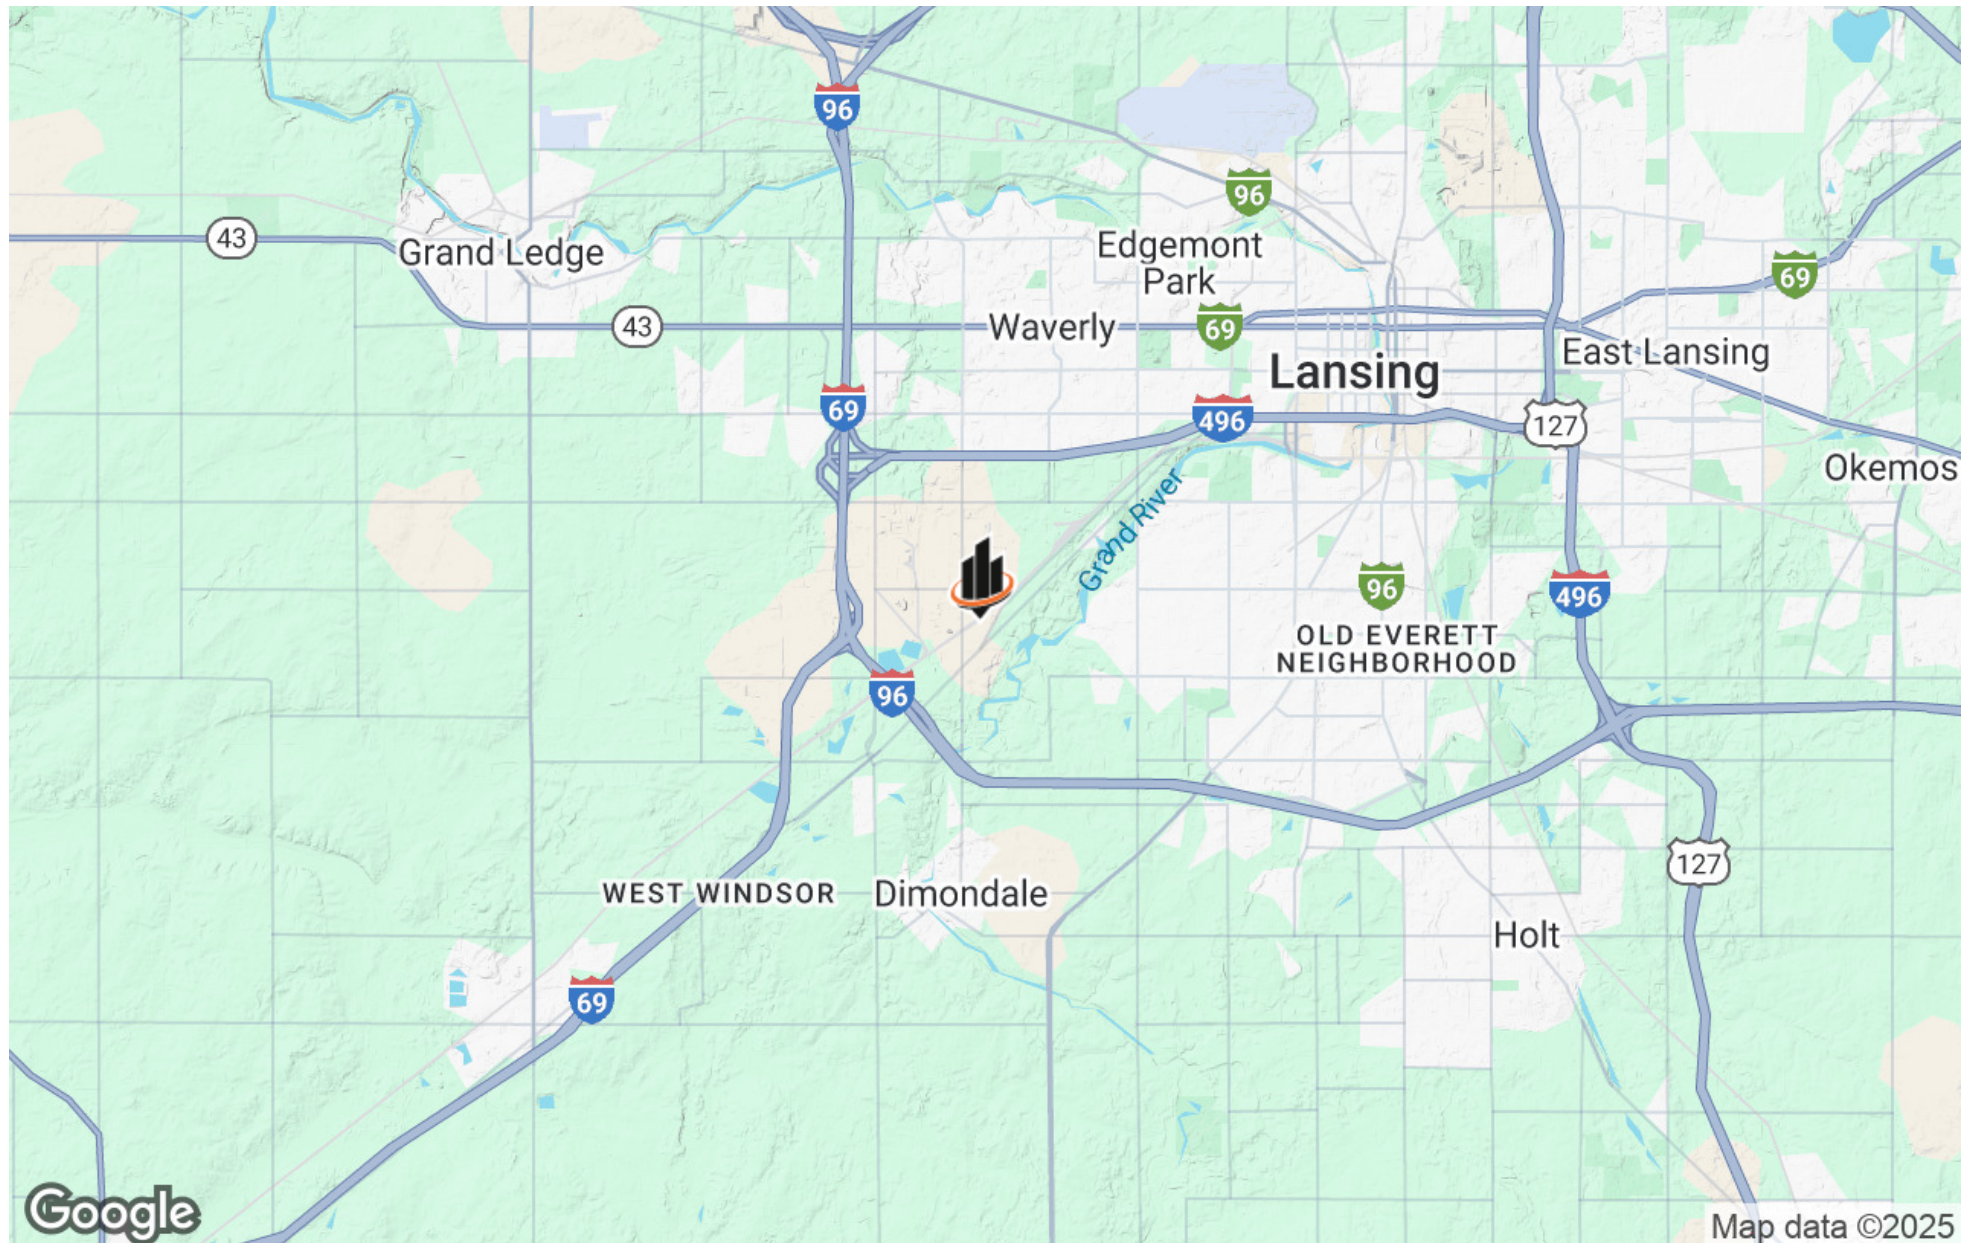 96
96
43
Grand Ledge
Edgemont
Park
69
43
Waverly
69
Lansing
East Lansing
69
496
127
Okemos
Grand River
96
496
OLD EVERETT
NEIGHBORHOOD
96
127
WEST WINDSOR
Dimondale
Holt
69
Google
Map data ©2025